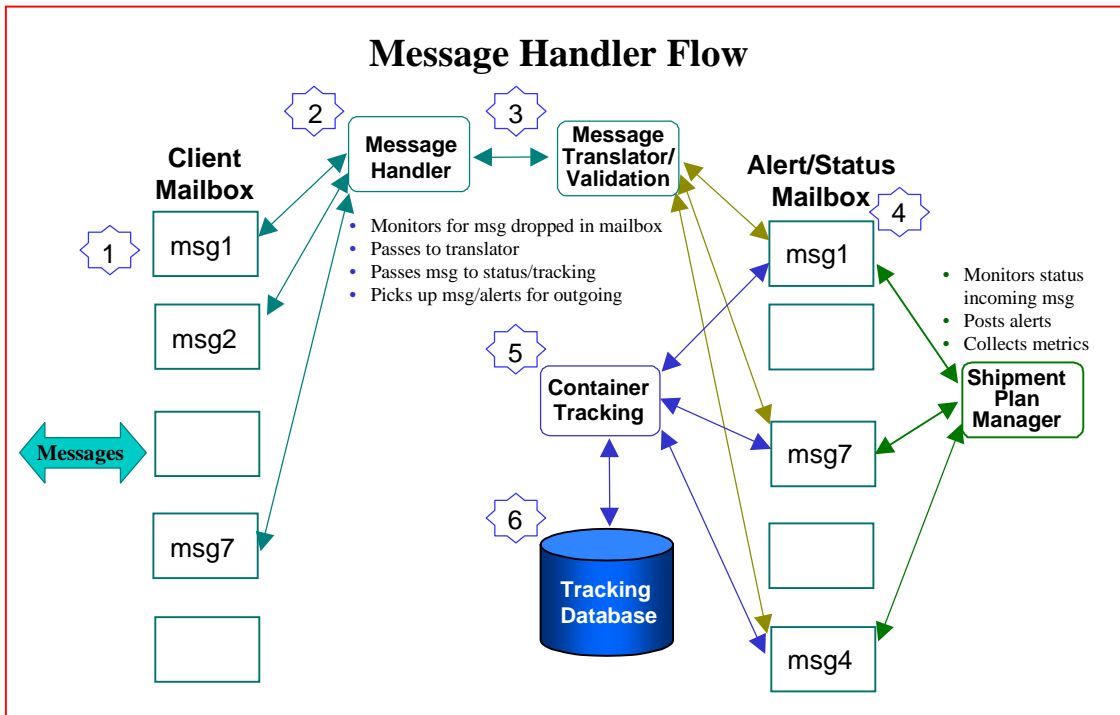 Message Handler Flow
2
3
Message
Handler
Message
Translator/
Validation
Client
Mailbox
Alert/Status
Mailbox
1
msg1
msg2
msg7
Messages
• Monitors for msg dropped in mailbox
• Passes to translator
• Passes msg to status/tracking
• Picks up msg/alerts for outgoing
4
msg1
msg7
msg4
• Monitors status
incoming msg
• Posts alerts
• Collects metrics
Shipment
Plan
Manager
5
Container
Tracking
6
Tracking
Database